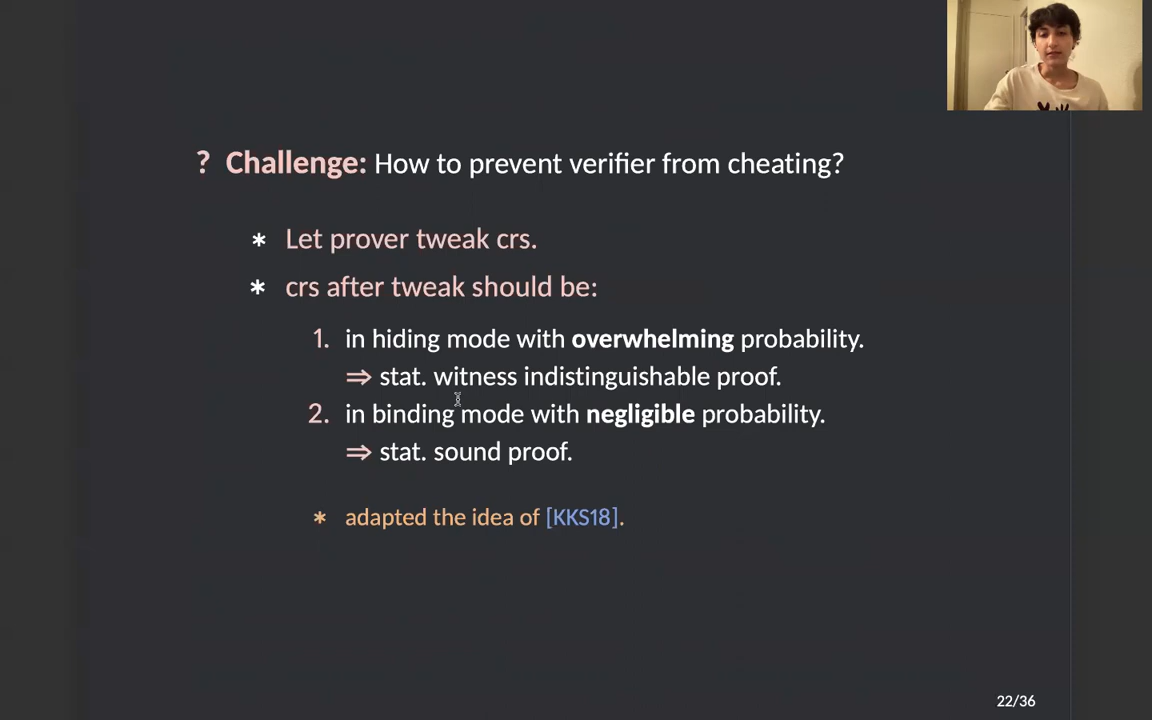 ? Challenge: How to prevent verifier from cheating?
* Let prover tweak crs.
* crs after tweak should be:
1. in hiding mode with overwhelming probability.
⇒ stat. witness indistinguishable proof.
2. in binding mode with negligible probability.
⇒ stat. sound proof.
* adapted the idea of [KKS18].
22/36